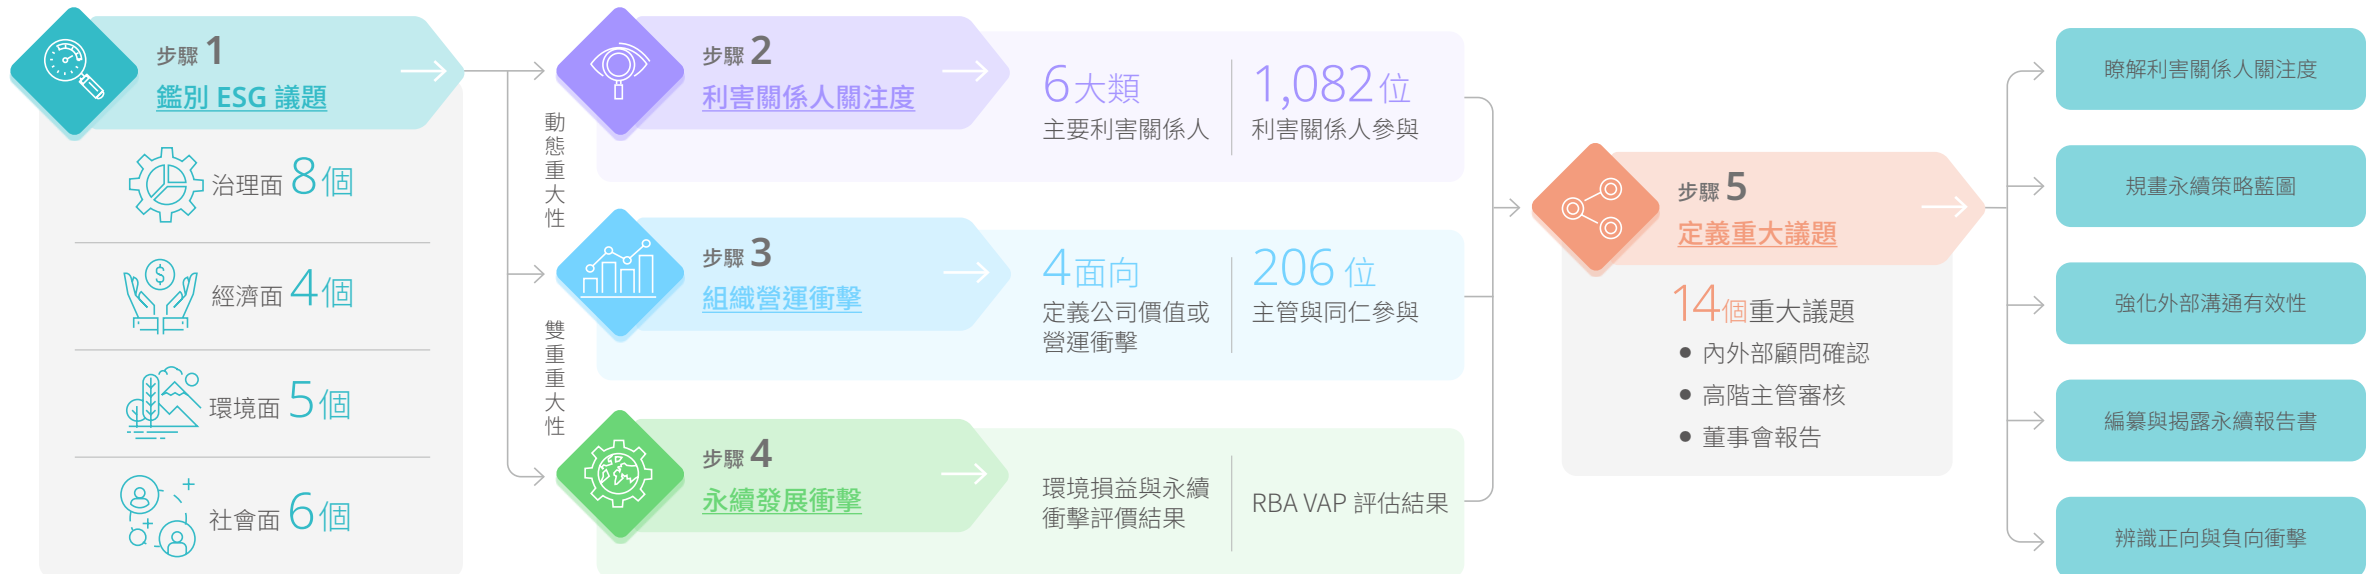 步驟 1
鑑別 ESG 議題
治理面 8個
經濟面 4個
環境面 5個
社會面 6個
動態重大性
雙重重大性
步驟 2
利害關係人關注度
6大類
主要利害關係人
1,082 位
利害關係人參與
步驟 3
組織營運衝擊
4面向
定義公司價值或
營運衝擊
206 位
主管與同仁參與
步驟 4
永續發展衝擊
環境損益與永續
衝擊評價結果
RBA VAP 評估結果
步驟 5
定義重大議題
14個重大議題
● 內外部顧問確認
● 高階主管審核
● 董事會報告
瞭解利害關係人關注度
規畫永續策略藍圖
強化外部溝通有效性
編纂與揭露永續報告書
辨識正向與負向衝擊